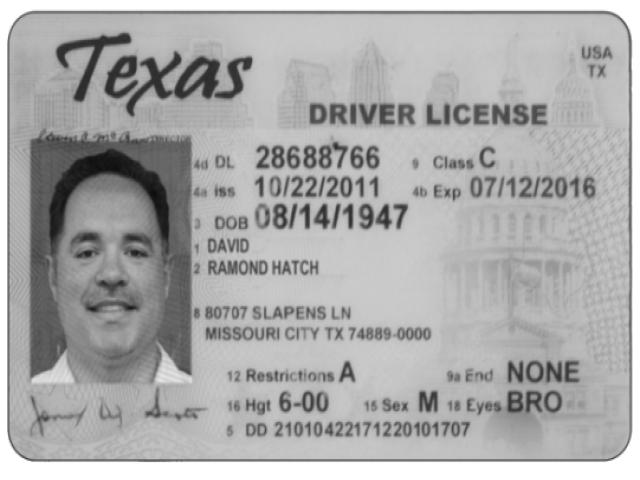 Texas
USA
TX
DRIVER LICENSE
DIRECTOR
4d DL 28688766 9 Class C
4a iss 10/22/2011 4b Exp 07/12/2016
3 DOB 08/14/1947
1 DAVID
2 RAMOND HATCH
8 80707 SLAPENS LN
MISSOURI CITY TX 74889-0000
12 Restrictions A 9a End NONE
16 Hgt 6-00 15 Sex M 18 Eyes BRO
5 DD 21010422171220101707